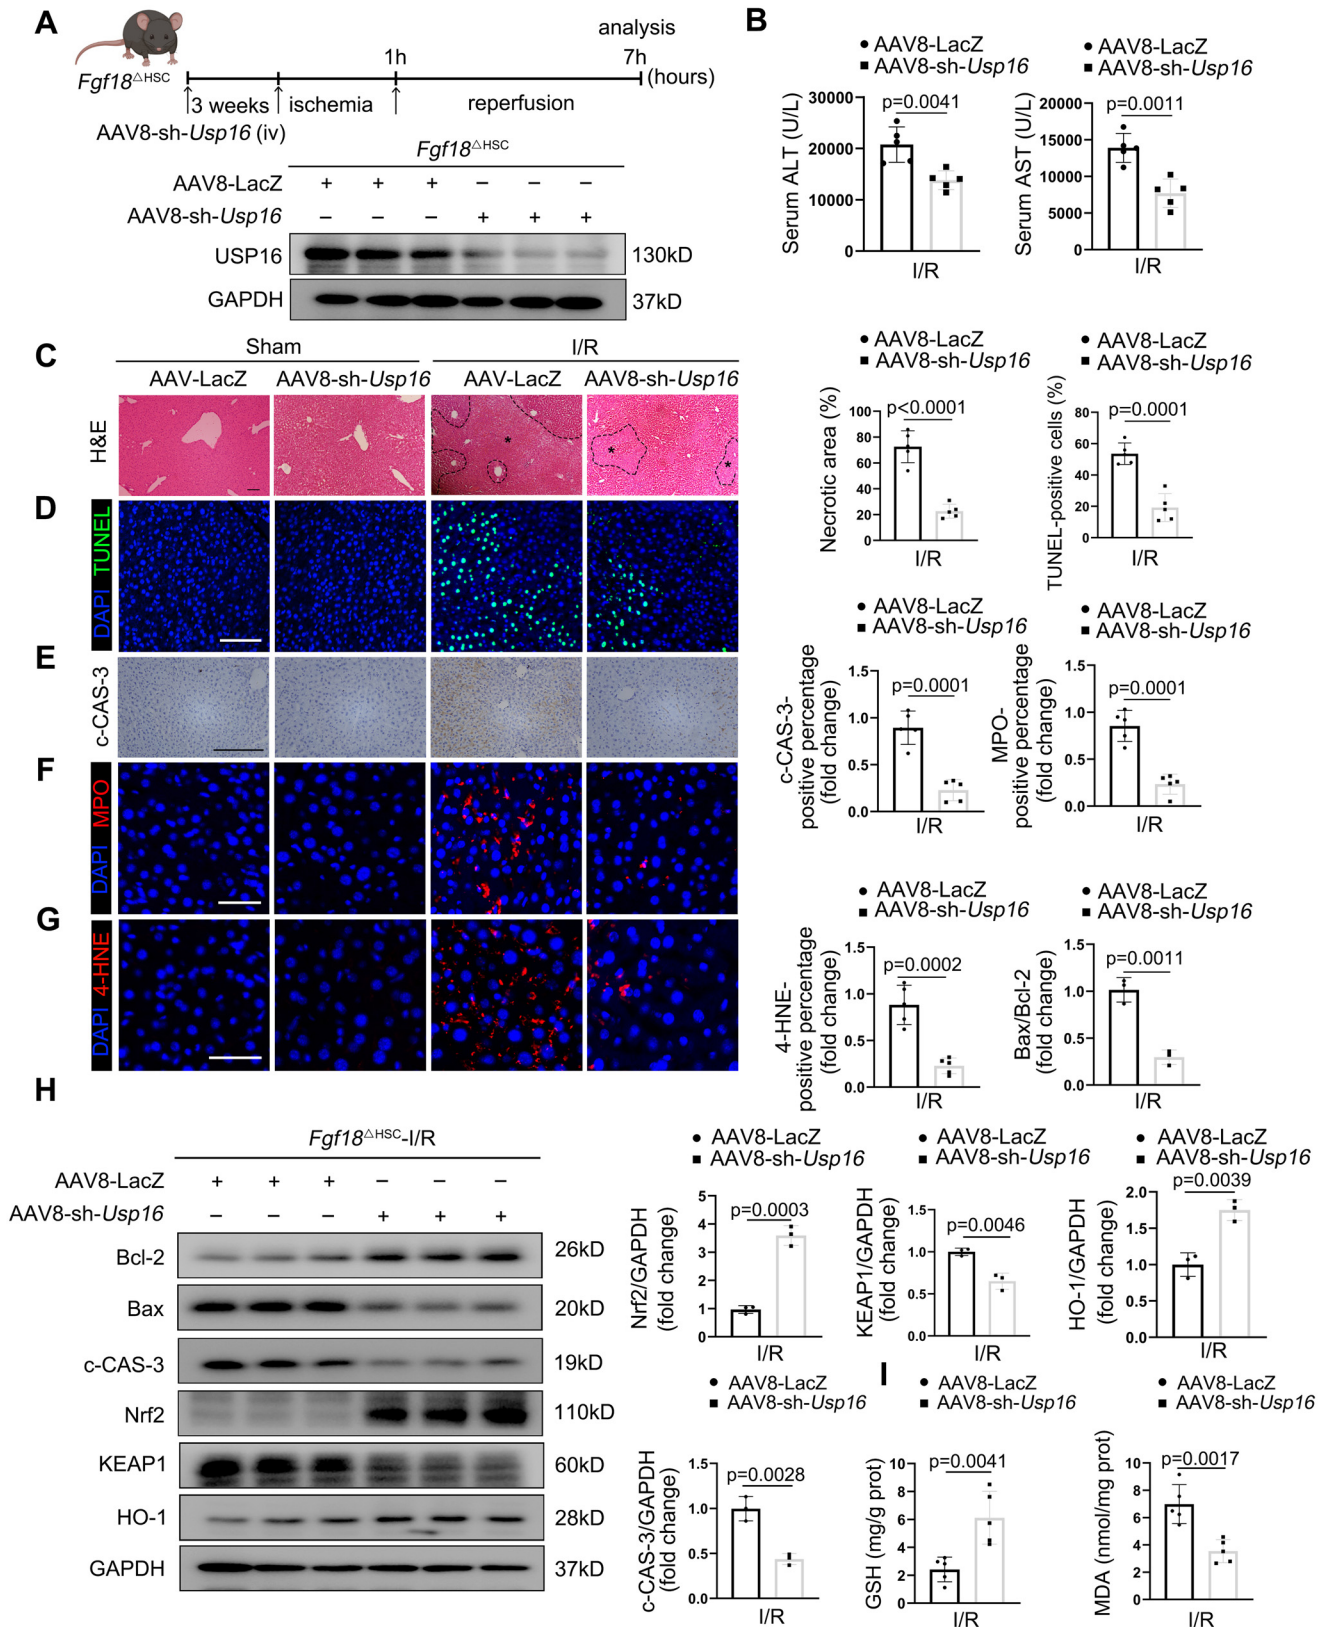 A
analysis
1h
7h
Fgf18△HSC
(hours)
3 weeks
ischemia
reperfusion
AAV8-sh-Usp16 (iv)
Fgf18△HSC
AAV8-LacZ + + + – – –
AAV8-sh-Usp16 – – – + + +
USP16
130kD
GAPDH
37kD
B
AAV8-LacZ
AAV8-sh-Usp16
Serum ALT (U/L)
30000
20000
10000
0
p=0.0041
I/R
AAV8-LacZ
AAV8-sh-Usp16
Serum AST (U/L)
20000
15000
10000
5000
0
p=0.0011
I/R
C
Sham
I/R
AAV-LacZ
AAV8-sh-Usp16
AAV-LacZ
AAV8-sh-Usp16
H&E
*
*
*
AAV8-LacZ
AAV8-sh-Usp16
Necrotic area (%)
100
80
60
40
20
0
p<0.0001
I/R
D
DAPI TUNEL
AAV8-LacZ
AAV8-sh-Usp16
TUNEL-positive cells (%)
80
60
40
20
0
p=0.0001
I/R
E
c-CAS-3
AAV8-LacZ
AAV8-sh-Usp16
c-CAS-3-
positive percentage
(fold change)
1.5
1.0
0.5
0.0
p=0.0001
I/R
F
DAPI MPO
AAV8-LacZ
AAV8-sh-Usp16
MPO-
positive percentage
(fold change)
1.5
1.0
0.5
0.0
p=0.0001
I/R
G
DAPI 4-HNE
AAV8-LacZ
AAV8-sh-Usp16
4-HNE-
positive percentage
(fold change)
1.5
1.0
0.5
0.0
p=0.0002
I/R
AAV8-LacZ
AAV8-sh-Usp16
Bax/Bcl-2
(fold change)
1.5
1.0
0.5
0.0
p=0.0011
I/R
H
Fgf18△HSC-I/R
AAV8-LacZ + + + – – –
AAV8-sh-Usp16 – – – + + +
Bcl-2
26kD
Bax
20kD
c-CAS-3
19kD
Nrf2
110kD
KEAP1
60kD
HO-1
28kD
GAPDH
37kD
AAV8-LacZ
AAV8-sh-Usp16
Nrf2/GAPDH
(fold change)
5
4
3
2
1
0
p=0.0003
I/R
AAV8-LacZ
AAV8-sh-Usp16
KEAP1/GAPDH
(fold change)
1.5
1.0
0.5
0.0
p=0.0046
AAV8-LacZ
AAV8-sh-Usp16
HO-1/GAPDH
(fold change)
2.0
1.5
1.0
0.5
0.0
p=0.0039
I/R
AAV8-LacZ
AAV8-sh-Usp16
c-CAS-3/GAPDH
(fold change)
1.5
1.0
0.5
0.0
p=0.0028
I/R
I
AAV8-LacZ
AAV8-sh-Usp16
GSH (mg/g prot)
10
8
6
4
2
0
p=0.0041
I/R
AAV8-LacZ
AAV8-sh-Usp16
MDA (nmol/mg prot)
10
8
6
4
2
0
p=0.0017
I/R